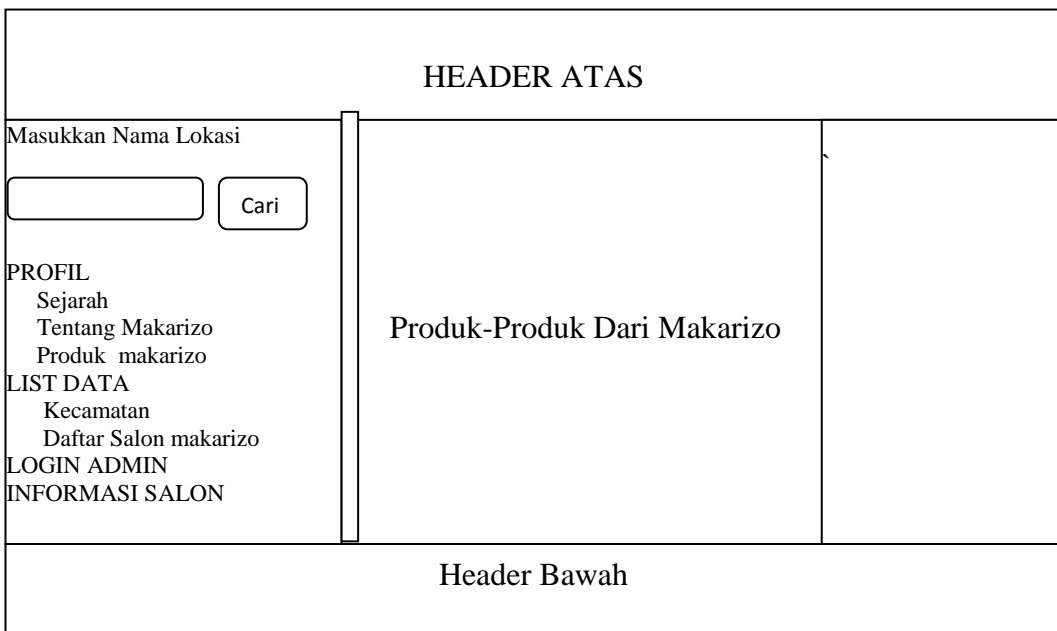 HEADER ATAS
Masukkan Nama Lokasi
Cari
PROFIL
Sejarah
Tentang Makarizo
Produk  makarizo
LIST DATA
Kecamatan
Daftar Salon makarizo
LOGIN ADMIN
INFORMASI SALON
Produk-Produk Dari Makarizo
`
Header Bawah